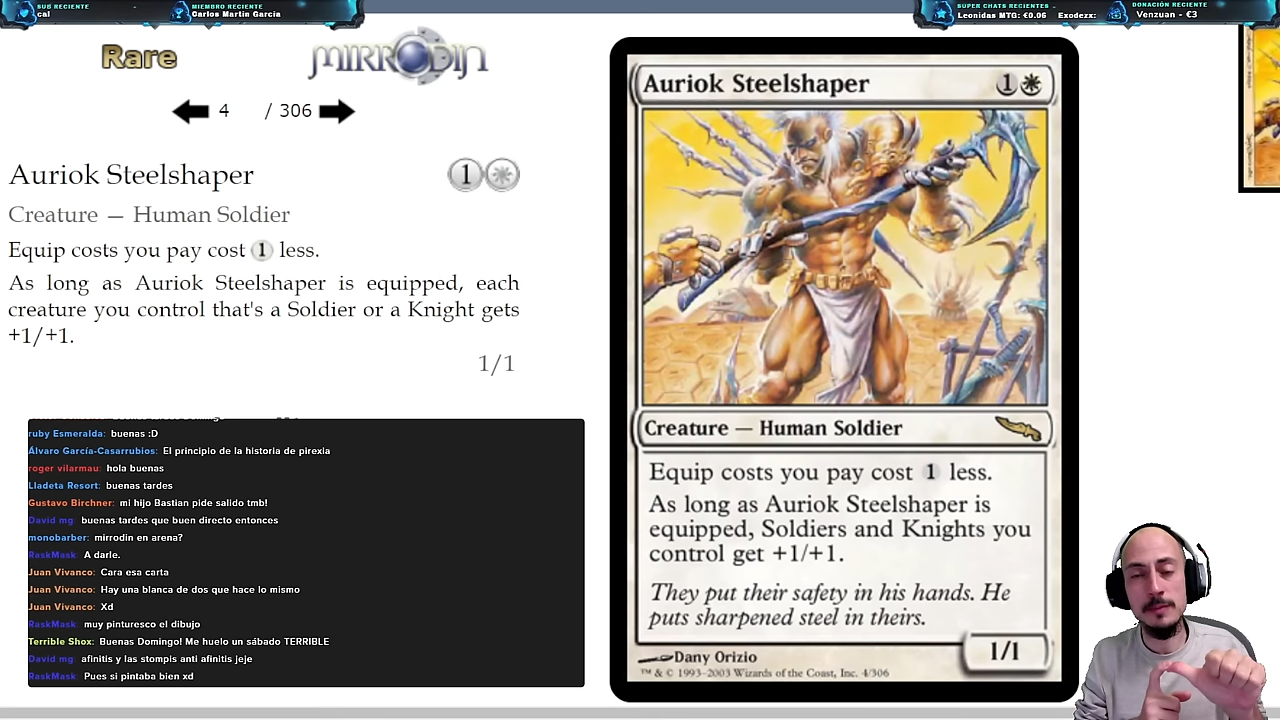 SUB RECIENTE
cal
MIEMBRO RECIENTE
Carlos Martin Garcia
SUPER CHATS RECIENTES
Leonidas MTG: €0.06 Exodezx:
DONACIÓN RECIENTE
Venzuan - €3
Rare
MIRRODIN
4 / 306
Auriok Steelshaper 1
Creature — Human Soldier
Equip costs you pay cost 1 less.
As long as Auriok Steelshaper is equipped, each
creature you control that's a Soldier or a Knight gets
+1/+1.
1/1
ruby Esmeralda: buenas :D
Álvaro García-Casarrubios: El principio de la historia de pirexia
roger vilarmau: hola buenas
Lladeta Resort: buenas tardes
Gustavo Birchner: mi hijo Bastian pide salido tmb!
David mg: buenas tardes que buen directo entonces
monobarber: mirrodin en arena?
RaskMask: A darle.
Juan Vivanco: Cara esa carta
Juan Vivanco: Hay una blanca de dos que hace lo mismo
Juan Vivanco: Xd
RaskMask: muy pinturesco el dibujo
Terrible Shox: Buenas Domingo! Me huelo un sábado TERRIBLE
David mg: afinitis y las stompis anti afinitis jeje
RaskMask: Pues si pintaba bien xd
Auriok Steelshaper 1
Creature — Human Soldier
Equip costs you pay cost 1 less.
As long as Auriok Steelshaper is
equipped, Soldiers and Knights you
control get +1/+1.
They put their safety in his hands. He
puts sharpened steel in theirs.
1/1
Dany Orizio
™ & © 1993–2003 Wizards of the Coast, Inc. 4/306